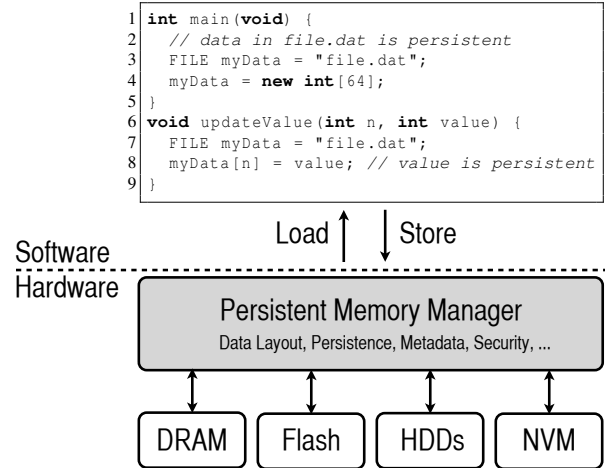 1 int main(void) {
2 // data in file.dat is persistent
3 FILE myData = "file.dat";
4 myData = new int[64];
5 }
6 void updateValue(int n, int value) {
7 FILE myData = "file.dat";
8 myData[n] = value; // value is persistent
9 }
Load Store
Software
Hardware
Persistent Memory Manager
Data Layout, Persistence, Metadata, Security, ...
DRAM Flash HDDs NVM